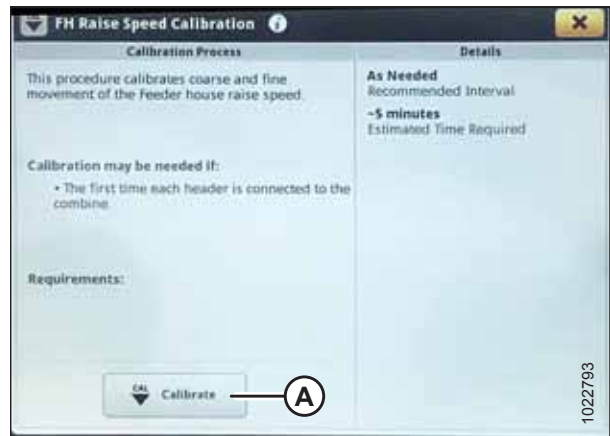 FH Raise Speed Calibration i
Calibration Process
This procedure calibrates coarse and fine
movement of the Feeder house raise speed.
Calibration may be needed if:
• The first time each header is connected to the
combine.
Requirements:
CAL Calibrate
A
Details
As Needed
Recommended Interval
~5 minutes
Estimated Time Required
1022793